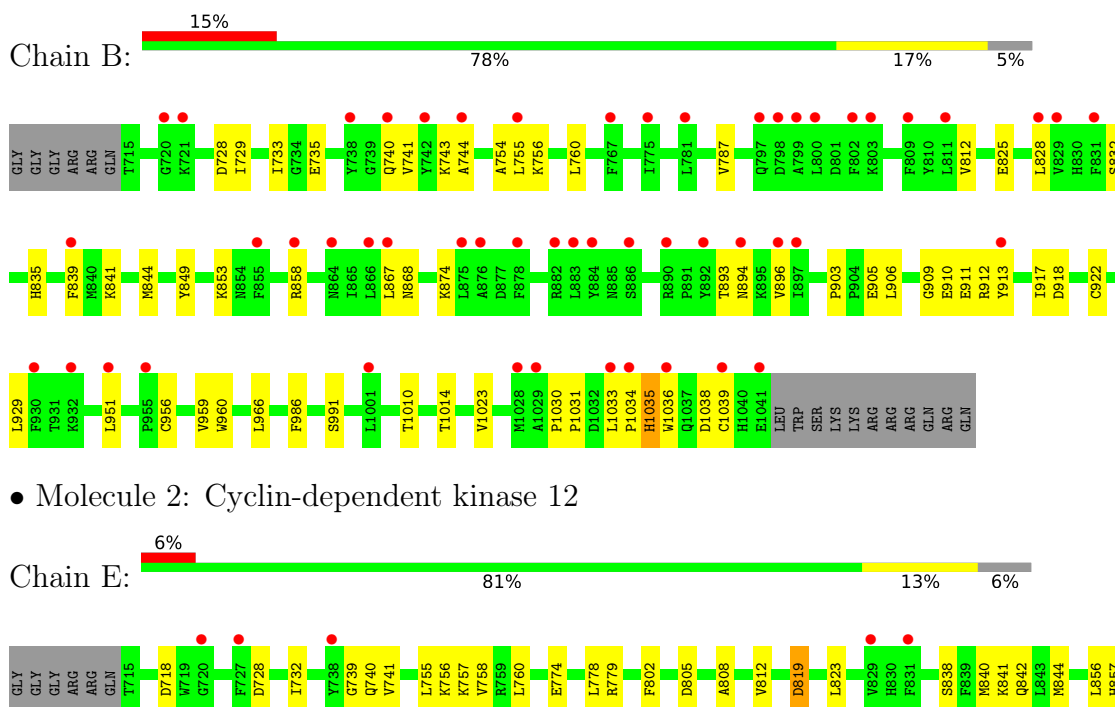 15%
Chain B:
78% 17% 5%
GLY GLY GLY ARG ARG GLN T715 G720 K721 D728 I729 I733 G734 E735 Y738 G739 Q740 V741 Y742 K743 A744 A754 L755 K756 L760 F767 I775 L781 V787 Q797 D798 A799 L800 D801 F802 K803 F809 Y810 L811 V812 E825 L828 V829 H830 F831 S832
H835 F839 M840 K841 M844 Y849 K853 N854 F855 R858 N864 I865 L866 L867 N868 K874 L875 A876 D877 F878 R882 L883 Y884 N885 S886 R890 P891 Y892 T893 N894 K895 V896 I897 P903 P904 E905 L906 G909 E910 E911 R912 Y913 I917 D918 C922
L929 F930 T931 K932 L951 P955 C956 V959 W960 L966 F986 S991 L1001 T1010 T1014 V1023 M1028 A1029 P1030 P1031 D1032 L1033 P1034 H1035 W1036 Q1037 D1038 C1039 H1040 E1041 LEU TRP SER LYS LYS ARG ARG ARG GLN ARG GLN
• Molecule 2: Cyclin-dependent kinase 12
6%
Chain E:
81% 13% 6%
GLY GLY GLY ARG ARG GLN T715 D718 W719 G720 F727 D728 I732 Y738 G739 Q740 V741 L755 K756 K757 V758 R759 L760 E774 L778 R779 F802 D805 A808 V812 D819 L823 V829 H830 F831 S838 F839 M840 K841 Q842 L843 M844 L856 H857